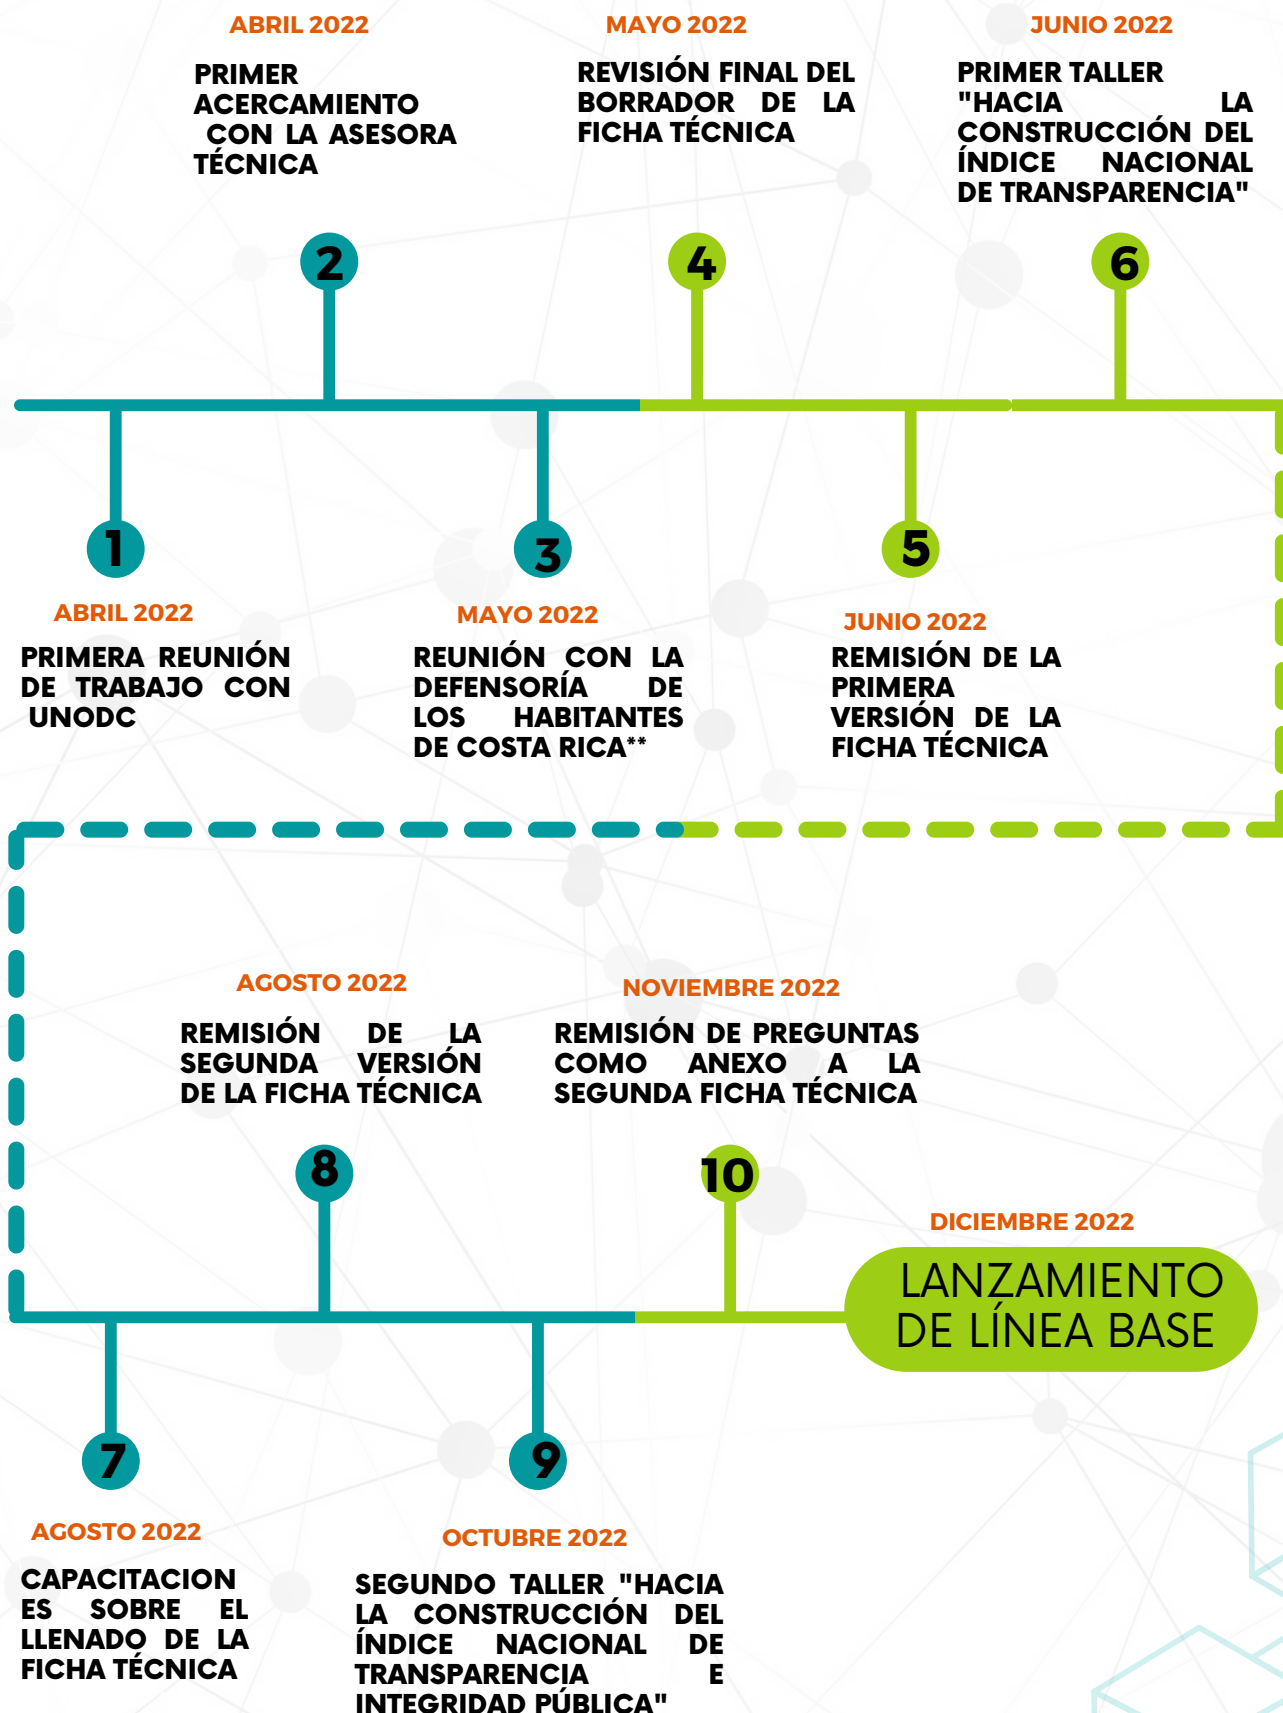 ABRIL 2022
PRIMER
ACERCAMIENTO
CON LA ASESORA
TÉCNICA
MAYO 2022
REVISIÓN FINAL DEL
BORRADOR DE LA
FICHA TÉCNICA
JUNIO 2022
PRIMER TALLER
"HACIA LA
CONSTRUCCIÓN DEL
ÍNDICE NACIONAL
DE TRANSPARENCIA"
2
4
6
1
3
5
ABRIL 2022
PRIMERA REUNIÓN
DE TRABAJO CON
UNODC
MAYO 2022
REUNIÓN CON LA
DEFENSORÍA DE
LOS HABITANTES
DE COSTA RICA**
JUNIO 2022
REMISIÓN DE LA
PRIMERA
VERSIÓN DE LA
FICHA TÉCNICA
AGOSTO 2022
REMISIÓN DE LA
SEGUNDA VERSIÓN
DE LA FICHA TÉCNICA
NOVIEMBRE 2022
REMISIÓN DE PREGUNTAS
COMO ANEXO A LA
SEGUNDA FICHA TÉCNICA
8
10
DICIEMBRE 2022
LANZAMIENTO
DE LÍNEA BASE
7
9
AGOSTO 2022
CAPACITACION
ES SOBRE EL
LLENADO DE LA
FICHA TÉCNICA
OCTUBRE 2022
SEGUNDO TALLER "HACIA
LA CONSTRUCCIÓN DEL
ÍNDICE NACIONAL DE
TRANSPARENCIA E
INTEGRIDAD PÚBLICA"